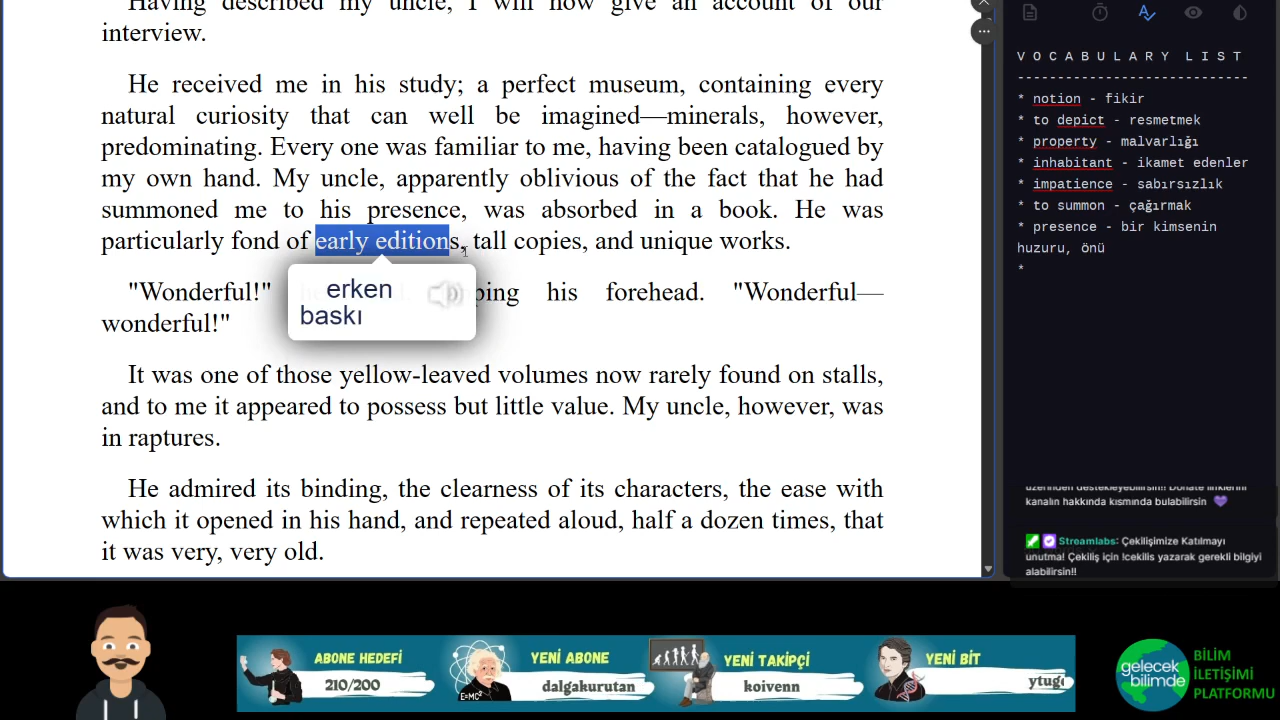 Having described my uncle, I will now give an account of our
interview.
He received me in his study; a perfect museum, containing every
natural curiosity that can well be imagined—minerals, however,
predominating. Every one was familiar to me, having been catalogued by
my own hand. My uncle, apparently oblivious of the fact that he had
summoned me to his presence, was absorbed in a book. He was
particularly fond of early editions, tall copies, and unique works.
erken
baskı
"Wonderful!" his forehead. "Wonderful—
wonderful!"
It was one of those yellow-leaved volumes now rarely found on stalls,
and to me it appeared to possess but little value. My uncle, however, was
in raptures.
He admired its binding, the clearness of its characters, the ease with
which it opened in his hand, and repeated aloud, half a dozen times, that
it was very, very old.
VOCABULARY LIST
----------------------------
* notion - fikir
* to depict - resmetmek
* property - malvarlığı
* inhabitant - ikamet edenler
* impatience - sabırsızlık
* to summon - çağırmak
* presence - bir kimsenin
huzuru, önü
*
üzerinden destekleyebilirsin!! Donate linklerini
kanalın hakkında kısmında bulabilirsin
Streamlabs: Çekilişimize Katılmayı
unutma! Çekiliş için !cekilis yazarak gerekli bilgiyi
alabilirsin!!
ABONE HEDEFİ
210/200
E=MC²
YENİ ABONE
dalgakurutan
YENİ TAKİPÇİ
koivenn
YENİ BİT
gelecek
bilimde
BİLİM
İLETİŞİMİ
PLATFORMU